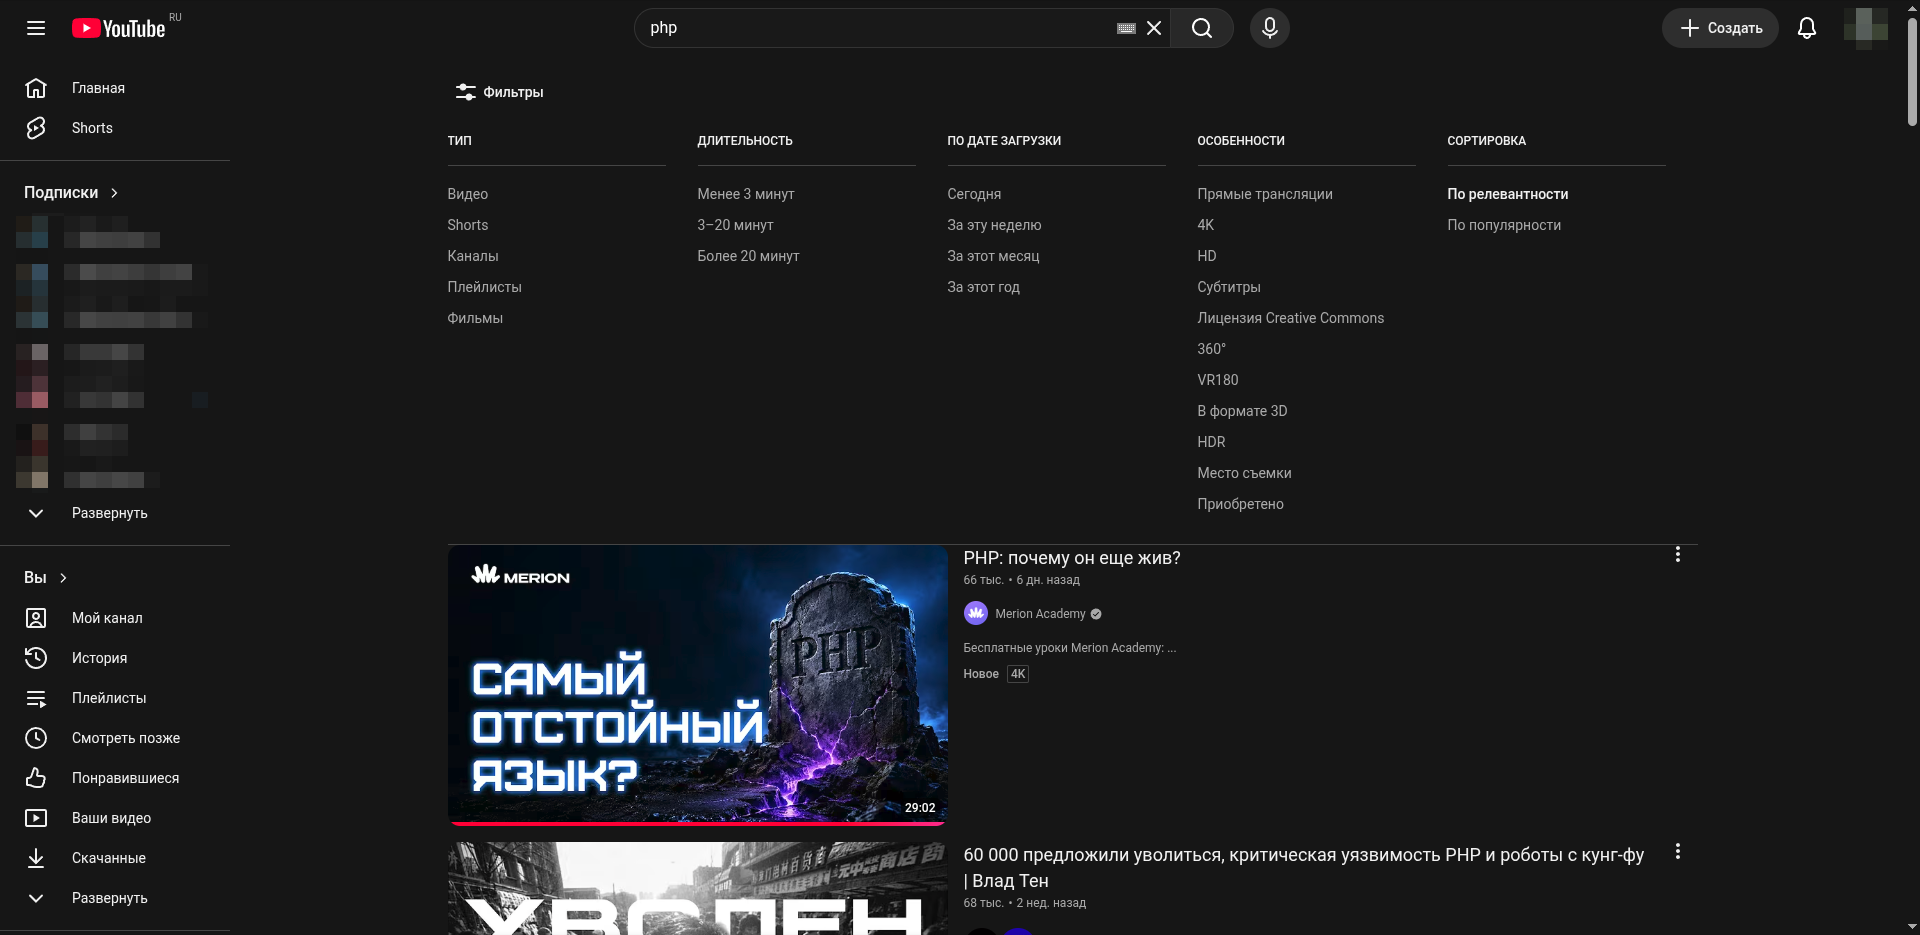 YouTube RU
php
Создать
Главная
Shorts
Подписки
Развернуть
Вы
Мой канал
История
Плейлисты
Смотреть позже
Понравившиеся
Ваши видео
Скачанные
Развернуть
Фильтры
ТИП
Видео
Shorts
Каналы
Плейлисты
Фильмы
ДЛИТЕЛЬНОСТЬ
Менее 3 минут
3–20 минут
Более 20 минут
ПО ДАТЕ ЗАГРУЗКИ
Сегодня
За эту неделю
За этот месяц
За этот год
ОСОБЕННОСТИ
Прямые трансляции
4K
HD
Субтитры
Лицензия Creative Commons
360°
VR180
В формате 3D
HDR
Место съемки
Приобретено
СОРТИРОВКА
По релевантности
По популярности
MERION
PHP
САМЫЙ
ОТСТОЙНЫЙ
ЯЗЫК?
29:02
PHP: почему он еще жив?
66 тыс. • 6 дн. назад
Merion Academy
Бесплатные уроки Merion Academy: ...
Новое 4K
60 000 предложили уволиться, критическая уязвимость PHP и роботы с кунг-фу
| Влад Тен
68 тыс. • 2 нед. назад